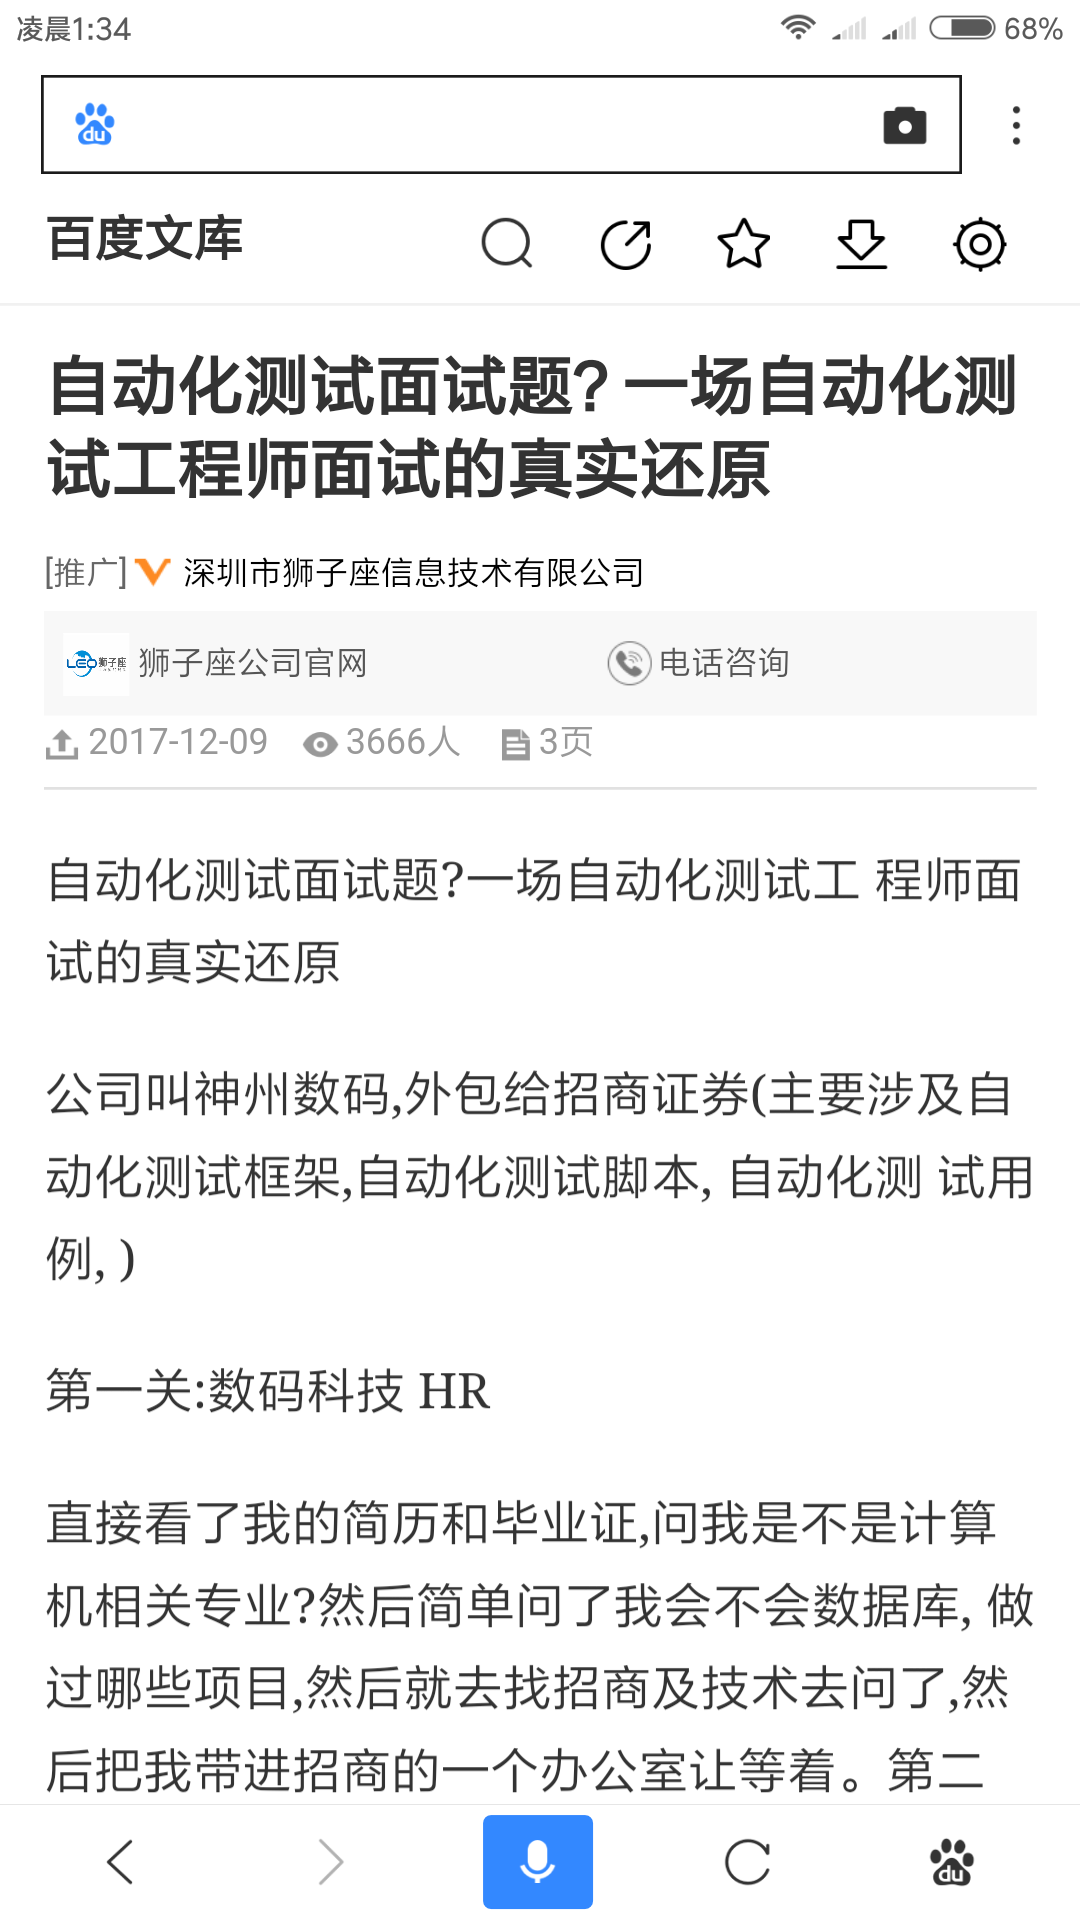 凌晨1:34
68%
du
百度文库
自动化测试面试题? 一场自动化测
试工程师面试的真实还原
[推广] 深圳市狮子座信息技术有限公司
LEO狮子座 狮子座公司官网 电话咨询
2017-12-09 3666人 3页
自动化测试面试题?一场自动化测试工 程师面
试的真实还原
公司叫神州数码,外包给招商证券(主要涉及自
动化测试框架,自动化测试脚本, 自动化测 试用
例, )
第一关:数码科技 HR
直接看了我的简历和毕业证,问我是不是计算
机相关专业?然后简单问了我会不会数据库, 做
过哪些项目,然后就去找招商及技术去问了,然
后把我带进招商的一个办公室让等着。第二
du